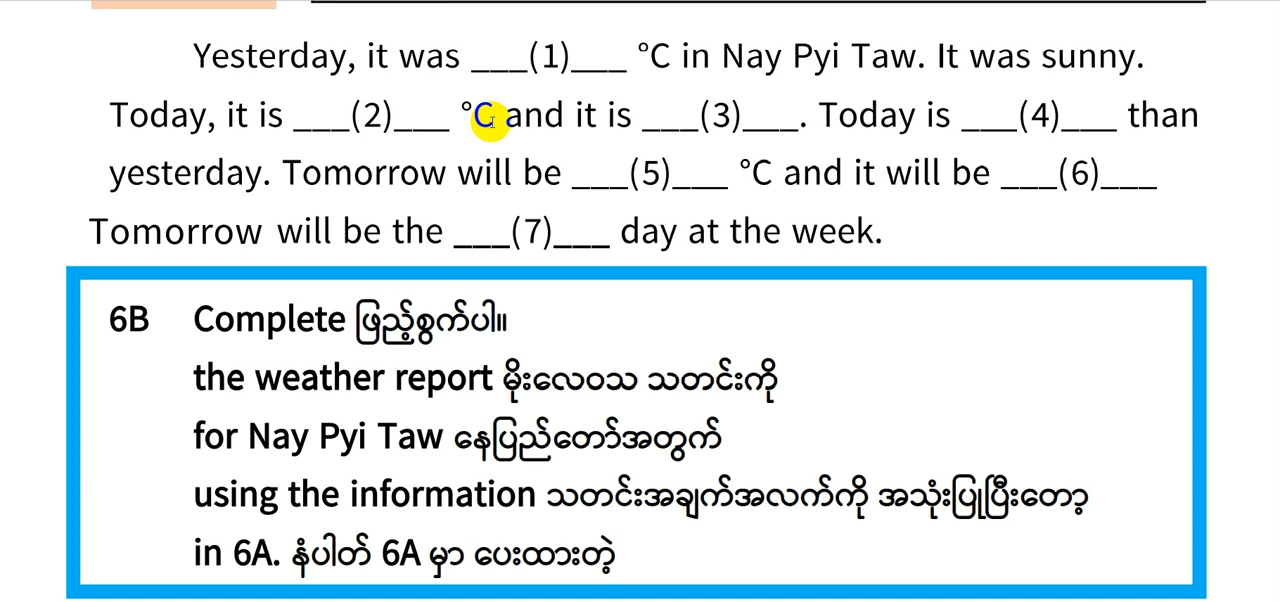 Yesterday, it was ___(1)___ °C in Nay Pyi Taw. It was sunny.
Today, it is ___(2)___ °C and it is ___(3)___. Today is ___(4)___ than
yesterday. Tomorrow will be ___(5)___ °C and it will be ___(6)___
Tomorrow will be the ___(7)___ day at the week.
6B Complete ဖြည့်စွက်ပါ။
the weather report မိုးလေဝသ သတင်းကို
for Nay Pyi Taw နေပြည်တော်အတွက်
using the information သတင်းအချက်အလက်ကို အသုံးပြုပြီးတော့
in 6A. နံပါတ် 6A မှာ ပေးထားတဲ့